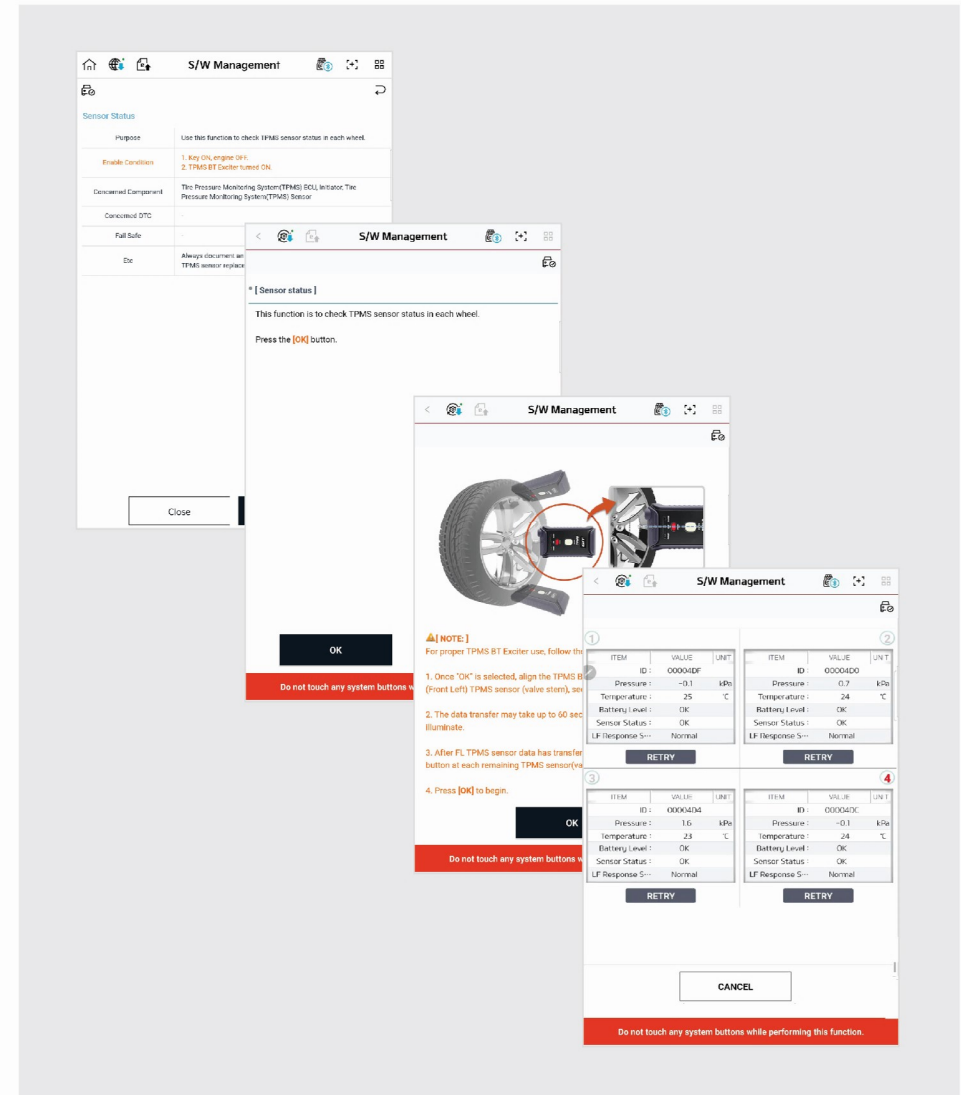 S/W Management
Sensor Status
Purpose
Use this function to check TPMS sensor status in each wheel.
Enable Condition
1. Key ON, engine OFF.
2. TPMS BT Exciter turned ON.
Concerned Component
Tire Pressure Monitoring System(TPMS) ECU, Initiator, Tire
Pressure Monitoring System(TPMS) Sensor
Concerned DTC
-
Fail Safe
-
Etc
Always document an
TPMS sensor replace
Close
S/W Management
* [ Sensor status ]
This function is to check TPMS sensor status in each wheel.
Press the [OK] button.
OK
Do not touch any system buttons w
S/W Management
[ NOTE: ]
For proper TPMS BT Exciter use, follow th
1. Once "OK" is selected, align the TPMS B
(Front Left) TPMS sensor (valve stem), se
2. The data transfer may take up to 60 sec
illuminate.
3. After FL TPMS sensor data has transfer
button at each remaining TPMS sensor(va
4. Press [OK] to begin.
OK
Do not touch any system buttons w
S/W Management
1
ITEM VALUE UNIT
ID : 00004DF
Pressure : -0.1 kPa
Temperature : 25 ℃
Battery Level : OK
Sensor Status : OK
LF Response S··· Normal
RETRY
2
ITEM VALUE UNIT
ID : 00004D0
Pressure : 0.7 kPa
Temperature : 24 ℃
Battery Level : OK
Sensor Status : OK
LF Response S··· Normal
RETRY
3
ITEM VALUE UNIT
ID : 00004D4
Pressure : 1.6 kPa
Temperature : 23 ℃
Battery Level : OK
Sensor Status : OK
LF Response S··· Normal
RETRY
4
ITEM VALUE UNIT
ID : 00004DC
Pressure : -0.1 kPa
Temperature : 24 ℃
Battery Level : OK
Sensor Status : OK
LF Response S··· Normal
RETRY
CANCEL
Do not touch any system buttons while performing this function.